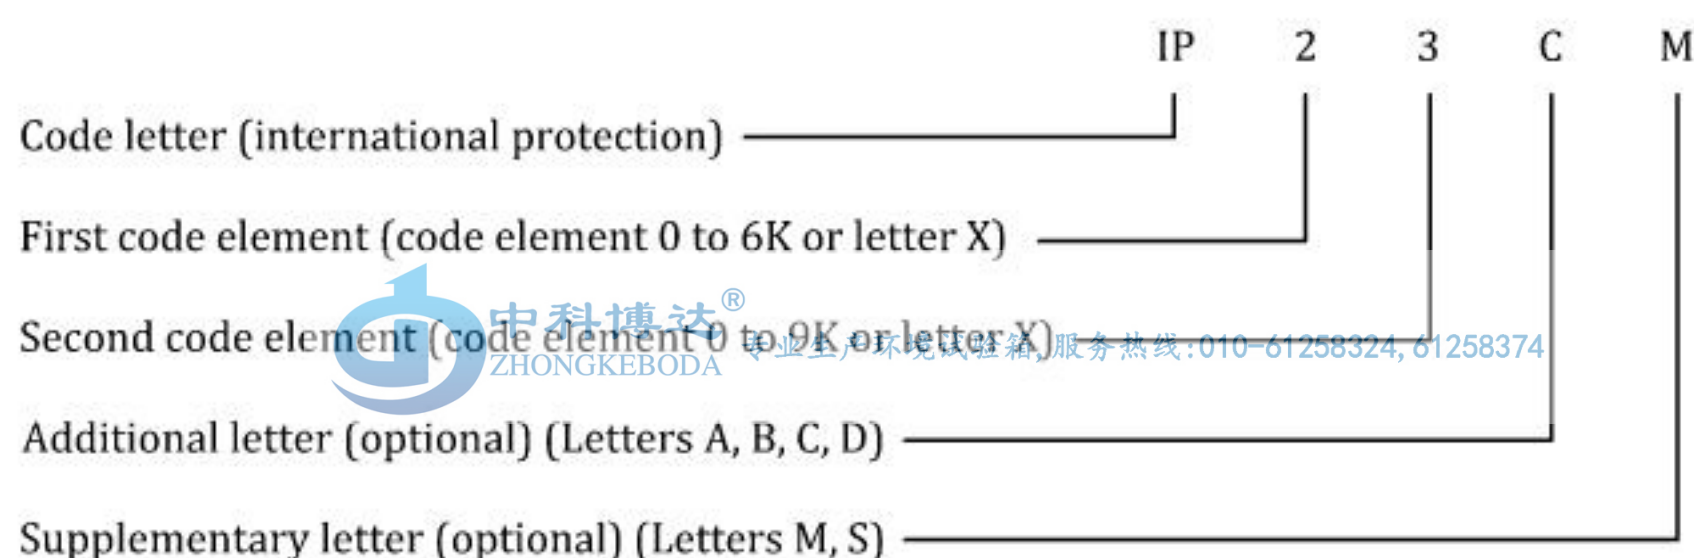 IP 2 3 C M
Code letter (international protection)
First code element (code element 0 to 6K or letter X)
中科博达®
Second code element (code element 0 to 9K or letter X)
专业生产环境试验箱,服务热线:010-61258324,61258374
ZHONGKEBODA
Additional letter (optional) (Letters A, B, C, D)
Supplementary letter (optional) (Letters M, S)